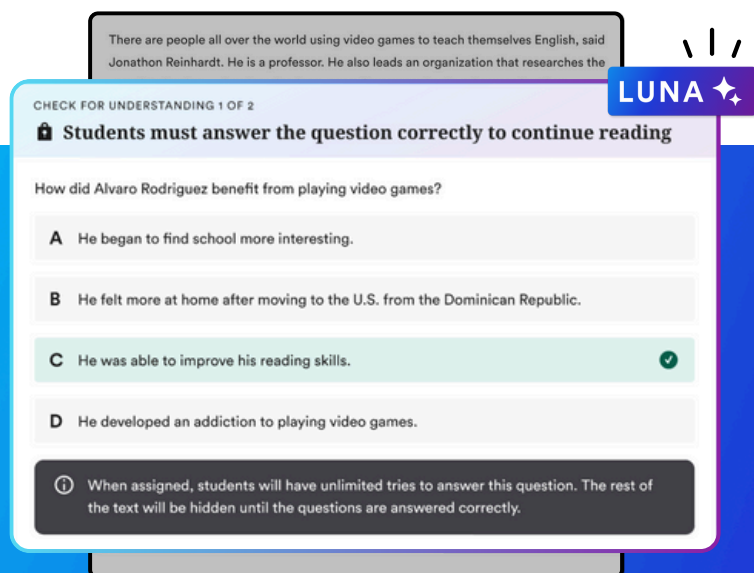 There are people all over the world using video games to teach themselves English, said
Jonathon Reinhardt. He is a professor. He also leads an organization that researches the
LUNA
CHECK FOR UNDERSTANDING 1 OF 2
Students must answer the question correctly to continue reading
How did Alvaro Rodriguez benefit from playing video games?
A He began to find school more interesting.
B He felt more at home after moving to the U.S. from the Dominican Republic.
C He was able to improve his reading skills.
D He developed an addiction to playing video games.
When assigned, students will have unlimited tries to answer this question. The rest of
the text will be hidden until the questions are answered correctly.